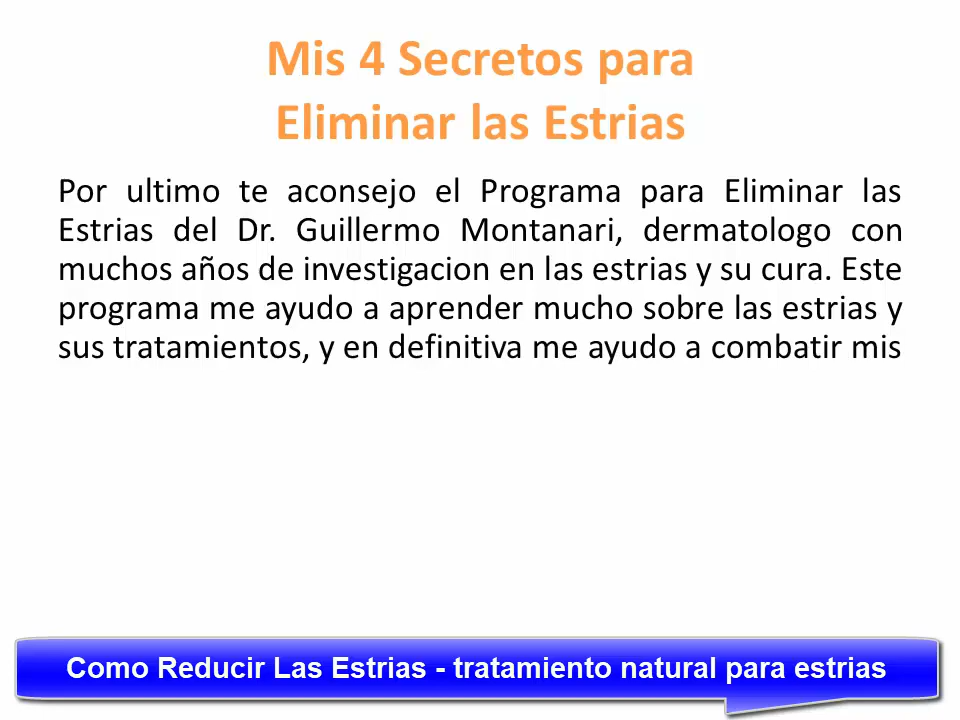 Mis 4 Secretos para
Eliminar las Estrias
Por ultimo te aconsejo el Programa para Eliminar las
Estrias del Dr. Guillermo Montanari, dermatologo con
muchos años de investigacion en las estrias y su cura. Este
programa me ayudo a aprender mucho sobre las estrias y
sus tratamientos, y en definitiva me ayudo a combatir mis
Como Reducir Las Estrias - tratamiento natural para estrias